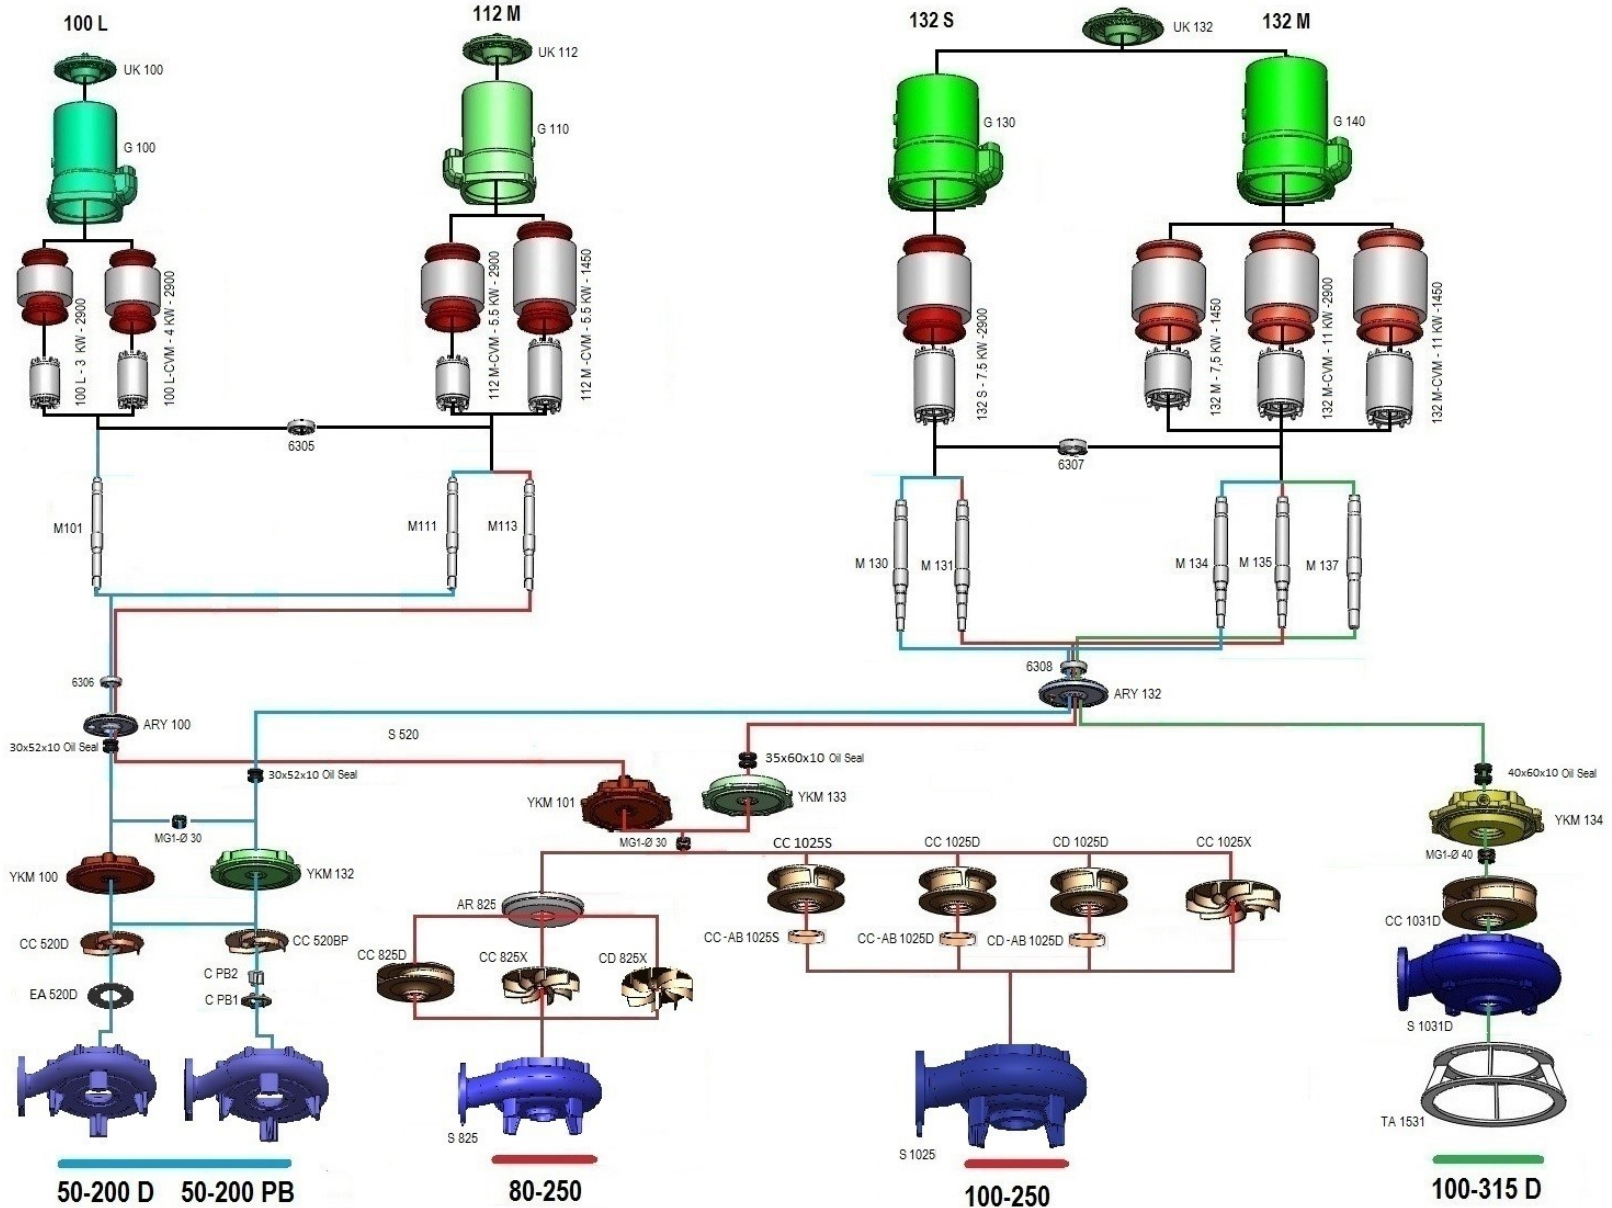 100 L
112 M
132 S
132 M
UK 100
UK 112
UK 132
G 100
G 110
G 130
G 140
100 L - 3 KW - 2900
100 L-CVM - 4 KW - 2900
112 M-CVM - 5.5 KW - 2900
112 M -CVM - 5.5 KW - 1450
132 S - 7.5 KW -2900
132 M - 7,5 KW - 1450
132 M-CVM - 11 KW -2900
132 M-CVM - 11 KW -1450
6305
6307
M101
M111
M113
M 130
M 131
M 134
M 135
M 137
6306
6308
ARY 100
ARY 132
S 520
30x52x10 Oil Seal
30x52x10 Oil Seal
35x60x10 Oil Seal
40x60x10 Oil Seal
YKM 101
YKM 133
YKM 134
MG1-Ø 30
MG1-Ø 30
MG1-Ø 40
YKM 100
YKM 132
CC 1025S
CC 1025D
CD 1025D
CC 1025X
AR 825
CC 1031D
CC 520D
CC 520BP
CC-AB 1025S
CC-AB 1025D
CD-AB 1025D
CC 825D
CC 825X
CD 825X
C PB2
C PB1
EA 520D
S 1031D
TA 1531
S 825
S 1025
50-200 D
50-200 PB
80-250
100-250
100-315 D